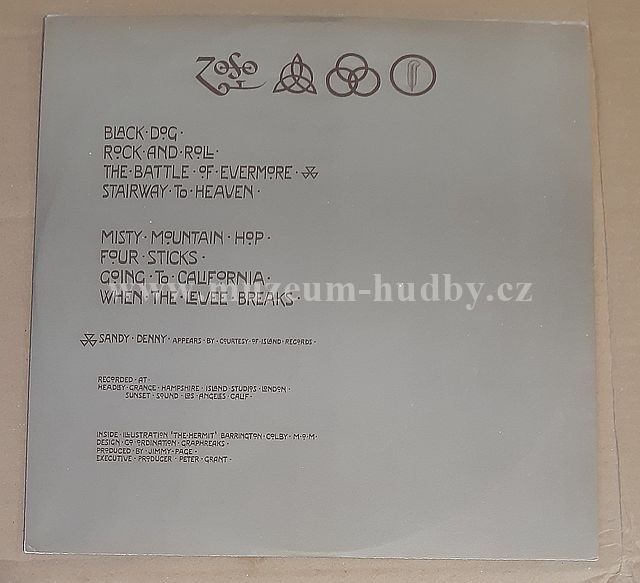 ZoSo
BLACK·DOG·
ROCK·AND·ROLL·
THE·BATTLE·OF·EVERMORE·
STAIRWAY·To·HEAVEN·
MISTY·MOUNTAIN·HOP·
FOUR·STICKS·
GOING·To·CALIFORNIA·
WHEN·THE·LEVEE·BREAKS·
www.muzeum-hudby.cz
SANDY·DENNY·APPEARS·BY·COURTESY·OF·ISLAND·RECORDS·
RECORDED·AT·
HEADLEY·GRANGE·HAMPSHIRE·ISLAND·STUDIOS·LONDON·
SUNSET·SOUND·LOS·ANGELES·CALIF·
INSIDE·ILLUSTRATION·'THE·HERMIT'·BARRINGTON·COLBY·M·O·M·
DESIGN·CO·ORDINATION·GRAPHREAKS·
PRODUCED·BY·JIMMY·PAGE·
EXECUTIVE·PRODUCER·PETER·GRANT·